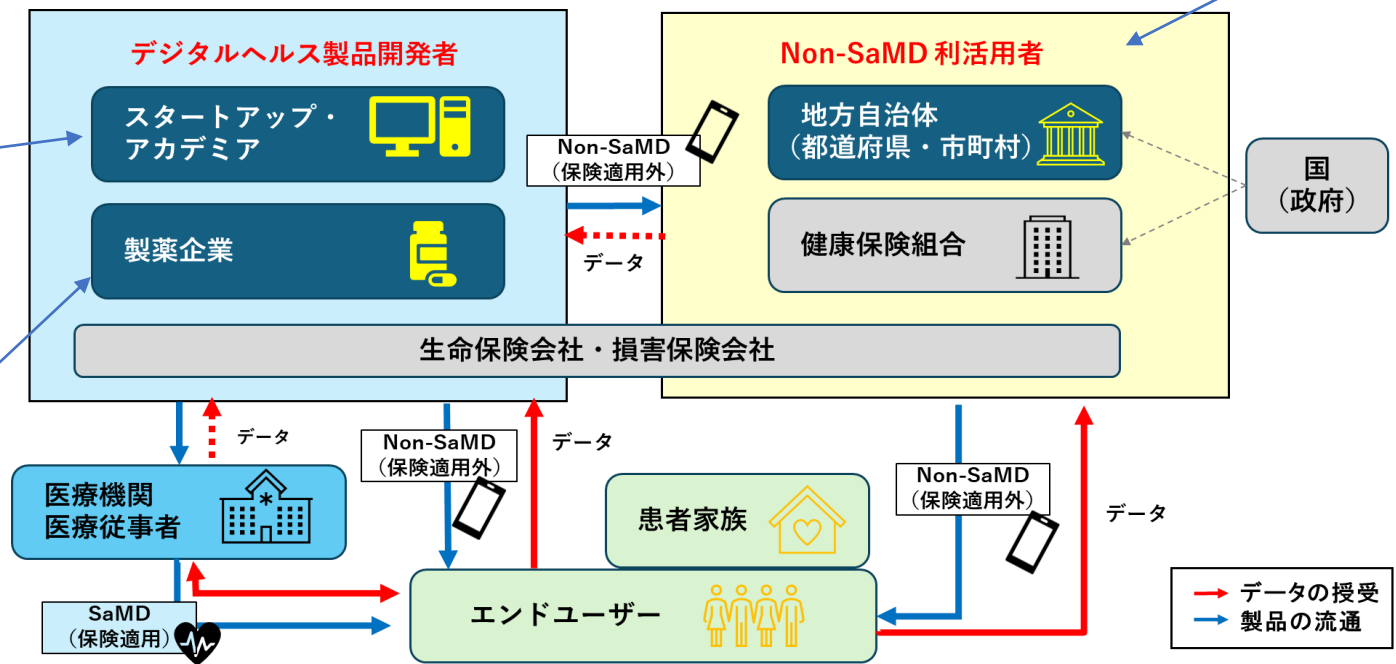 デジタルヘルス製品開発者
スタートアップ・
アカデミア
製薬企業
Non-SaMD
（保険適用外）
データ
Non-SaMD 利活用者
地方自治体
（都道府県・市町村）
健康保険組合
国
（政府）
生命保険会社・損害保険会社
データ
Non-SaMD
（保険適用外）
データ
Non-SaMD
（保険適用外）
データ
医療機関
医療従事者
患者家族
エンドユーザー
SaMD
（保険適用）
データの授受
製品の流通